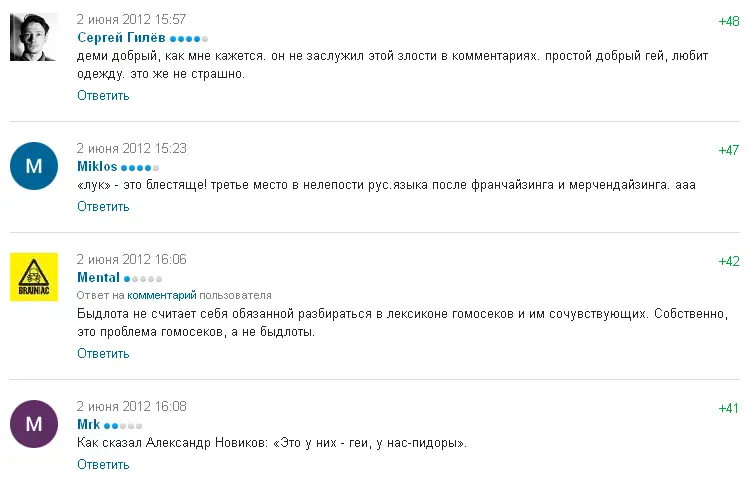 2 июня 2012 15:57
+48
Сергей Гилёв
деми добрый, как мне кажется. он не заслужил этой злости в комментариях. простой добрый гей, любит
одежду. это же не страшно.
Ответить
M
2 июня 2012 15:23
+47
Miklos
«лук» - это блестяще! третье место в нелепости рус.языка после франчайзинга и мерчендайзинга. ааа
Ответить
BRAINIAC
2 июня 2012 16:06
+42
Mental
Ответ на комментарий пользователя
Быдлота не считает себя обязанной разбираться в лексиконе гомосеков и им сочувствующих. Собственно,
это проблема гомосеков, а не быдлоты.
Ответить
M
2 июня 2012 16:08
+41
Mrk
Как сказал Александр Новиков: «Это у них - геи, у нас-пидоры».
Ответить